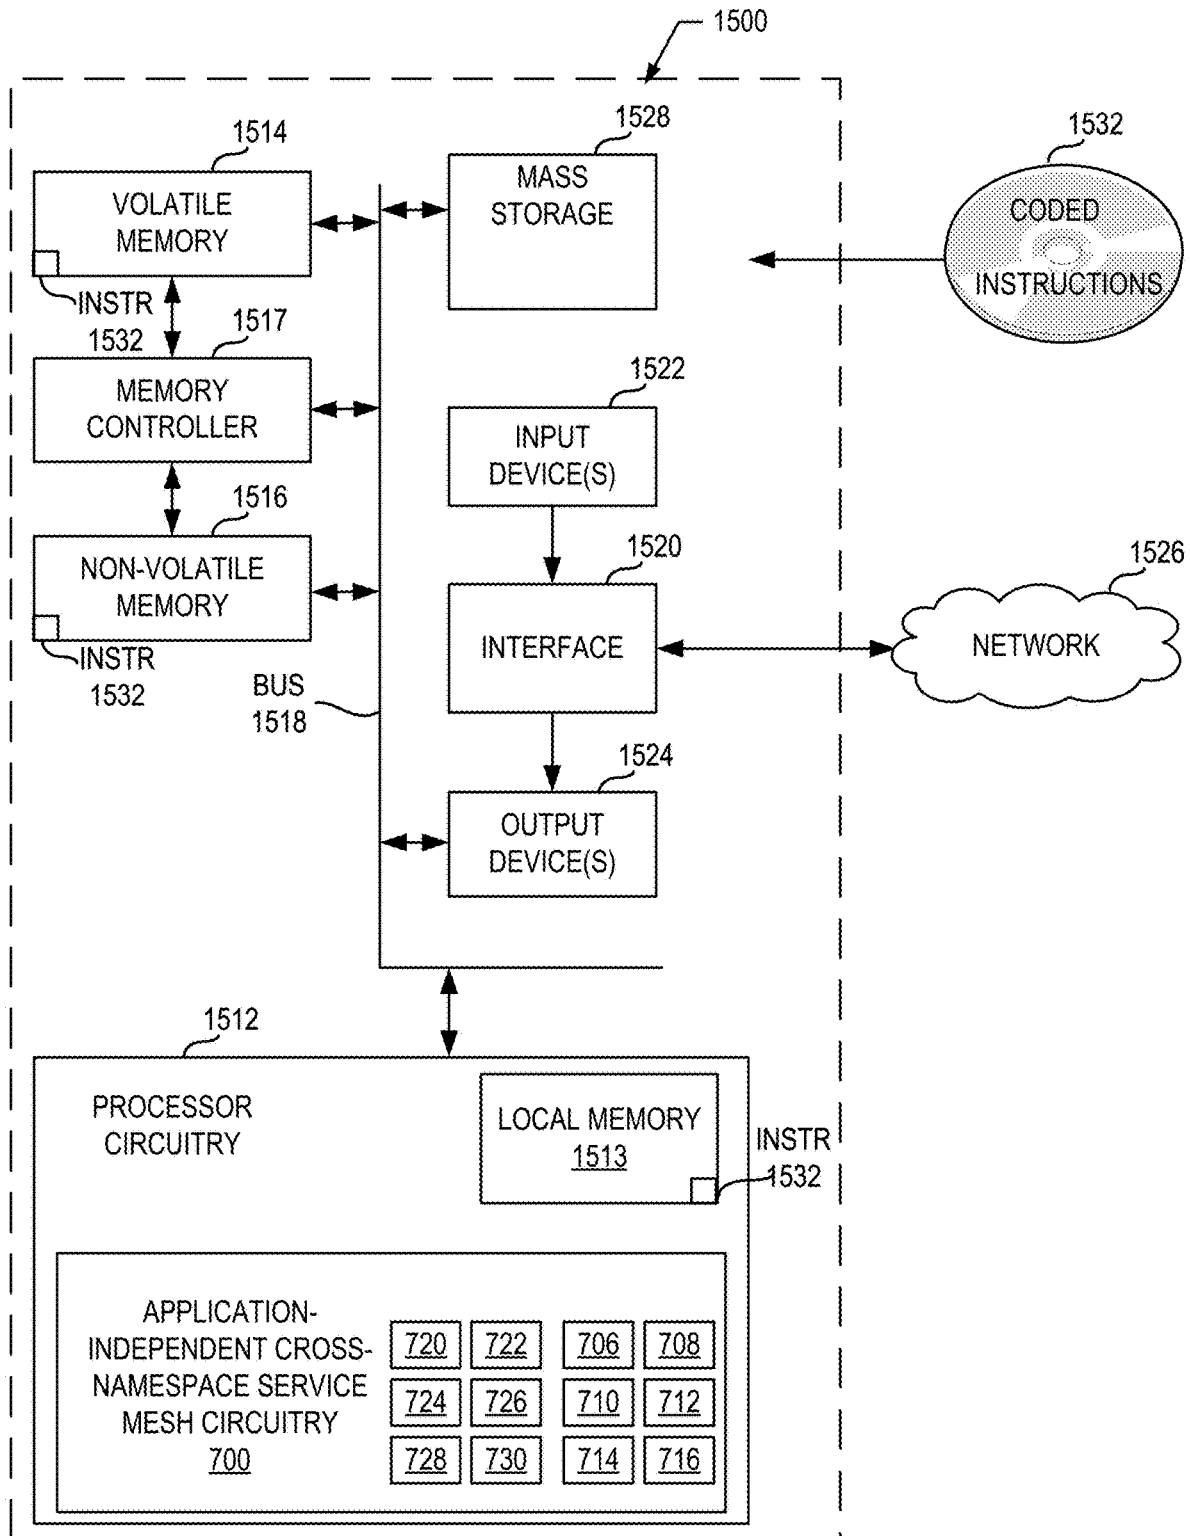 1500
1514
VOLATILE
MEMORY
INSTR
1532
1528
MASS
STORAGE
1532
CODED
INSTRUCTIONS
1517
MEMORY
CONTROLLER
1522
INPUT
DEVICE(S)
1516
NON-VOLATILE
MEMORY
INSTR
1532
1520
INTERFACE
1526
NETWORK
BUS
1518
1524
OUTPUT
DEVICE(S)
1512
PROCESSOR
CIRCUITRY
LOCAL MEMORY
1513
INSTR
1532
APPLICATION-
INDEPENDENT CROSS-
NAMESPACE SERVICE
MESH CIRCUITRY
700
720 722 706 708
724 726 710 712
728 730 714 716